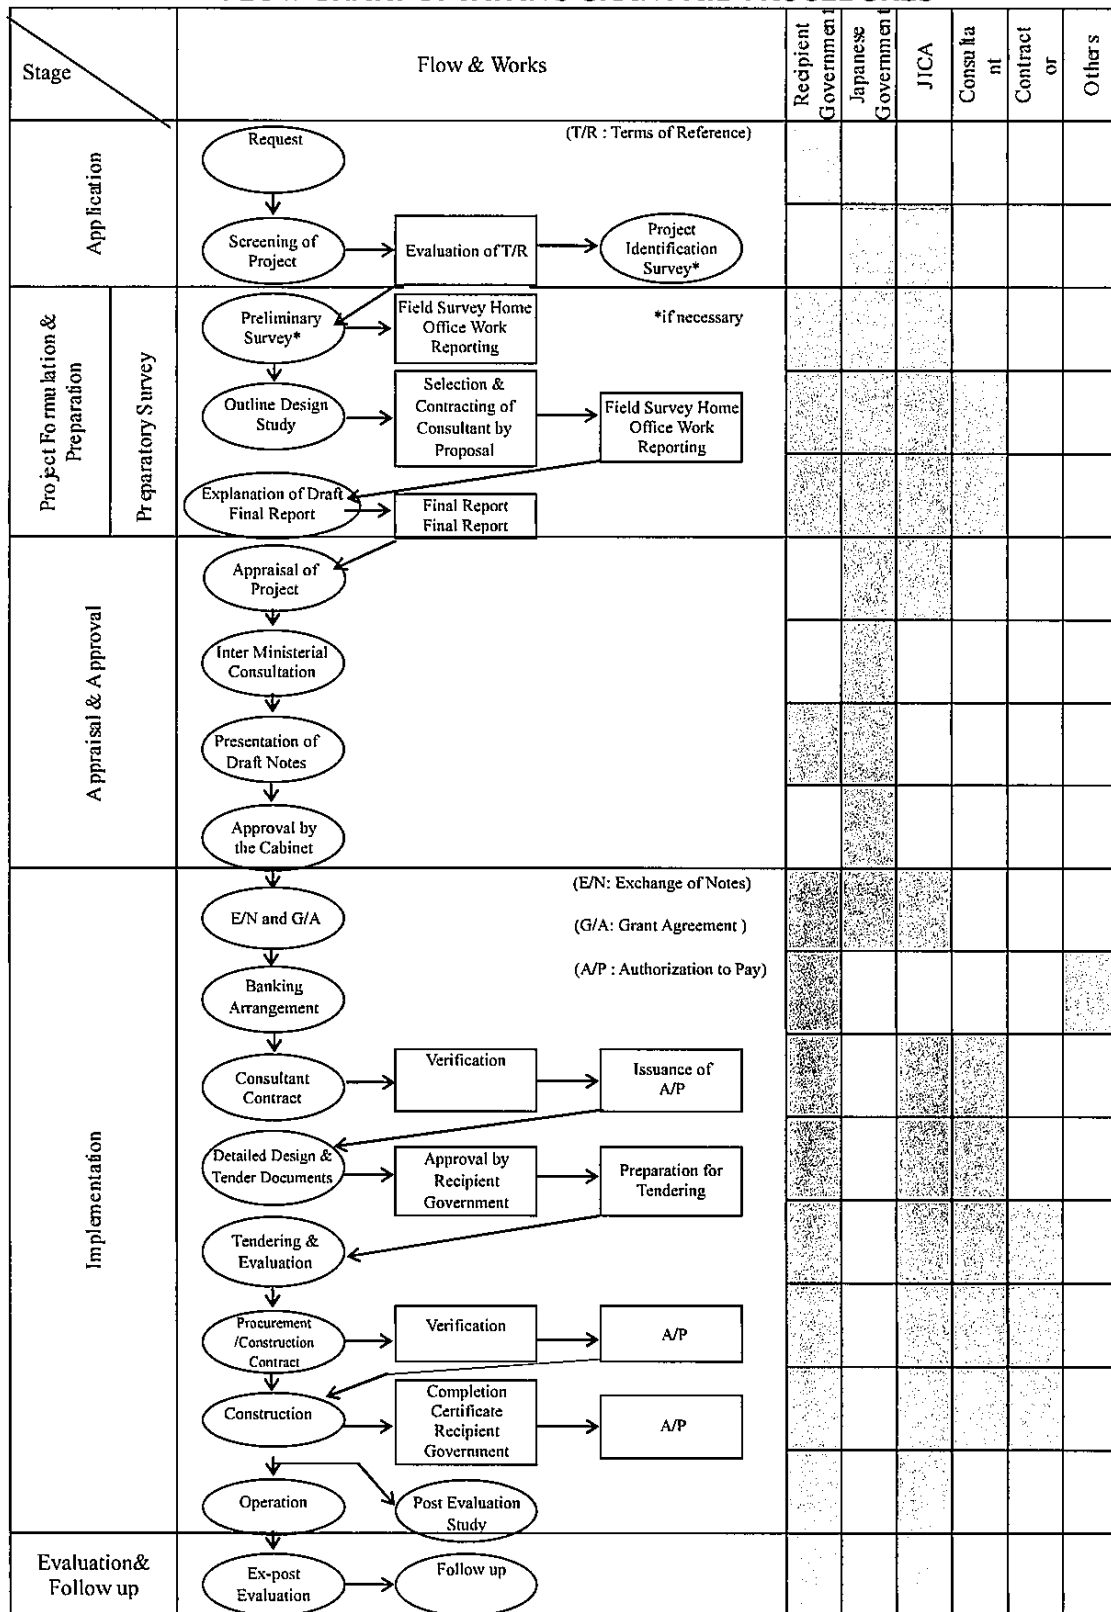 Stage
Flow & Works
Recipient
Government
Japanese
Government
JICA
Consulta
nt
Contract
or
Others
Application
Request
(T/R : Terms of Reference)
Screening of
Project
Evaluation of T/R
Project
Identification
Survey*
Project Formulation &
Preparation
Preparatory Survey
Preliminary
Survey*
Field Survey Home
Office Work
Reporting
*if necessary
Outline Design
Study
Selection &
Contracting of
Consultant by
Proposal
Field Survey Home
Office Work
Reporting
Explanation of Draft
Final Report
Final Report
Final Report
Appraisal & Approval
Appraisal of
Project
Inter Ministerial
Consultation
Presentation of
Draft Notes
Approval by
the Cabinet
Implementation
E/N and G/A
(E/N: Exchange of Notes)
(G/A: Grant Agreement )
(A/P : Authorization to Pay)
Banking
Arrangement
Consultant
Contract
Verification
Issuance of
A/P
Detailed Design &
Tender Documents
Approval by
Recipient
Government
Preparation for
Tendering
Tendering &
Evaluation
Procurement
/Construction
Contract
Verification
A/P
Construction
Completion
Certificate
Recipient
Government
A/P
Operation
Post Evaluation
Study
Evaluation&
Follow up
Ex-post
Evaluation
Follow up